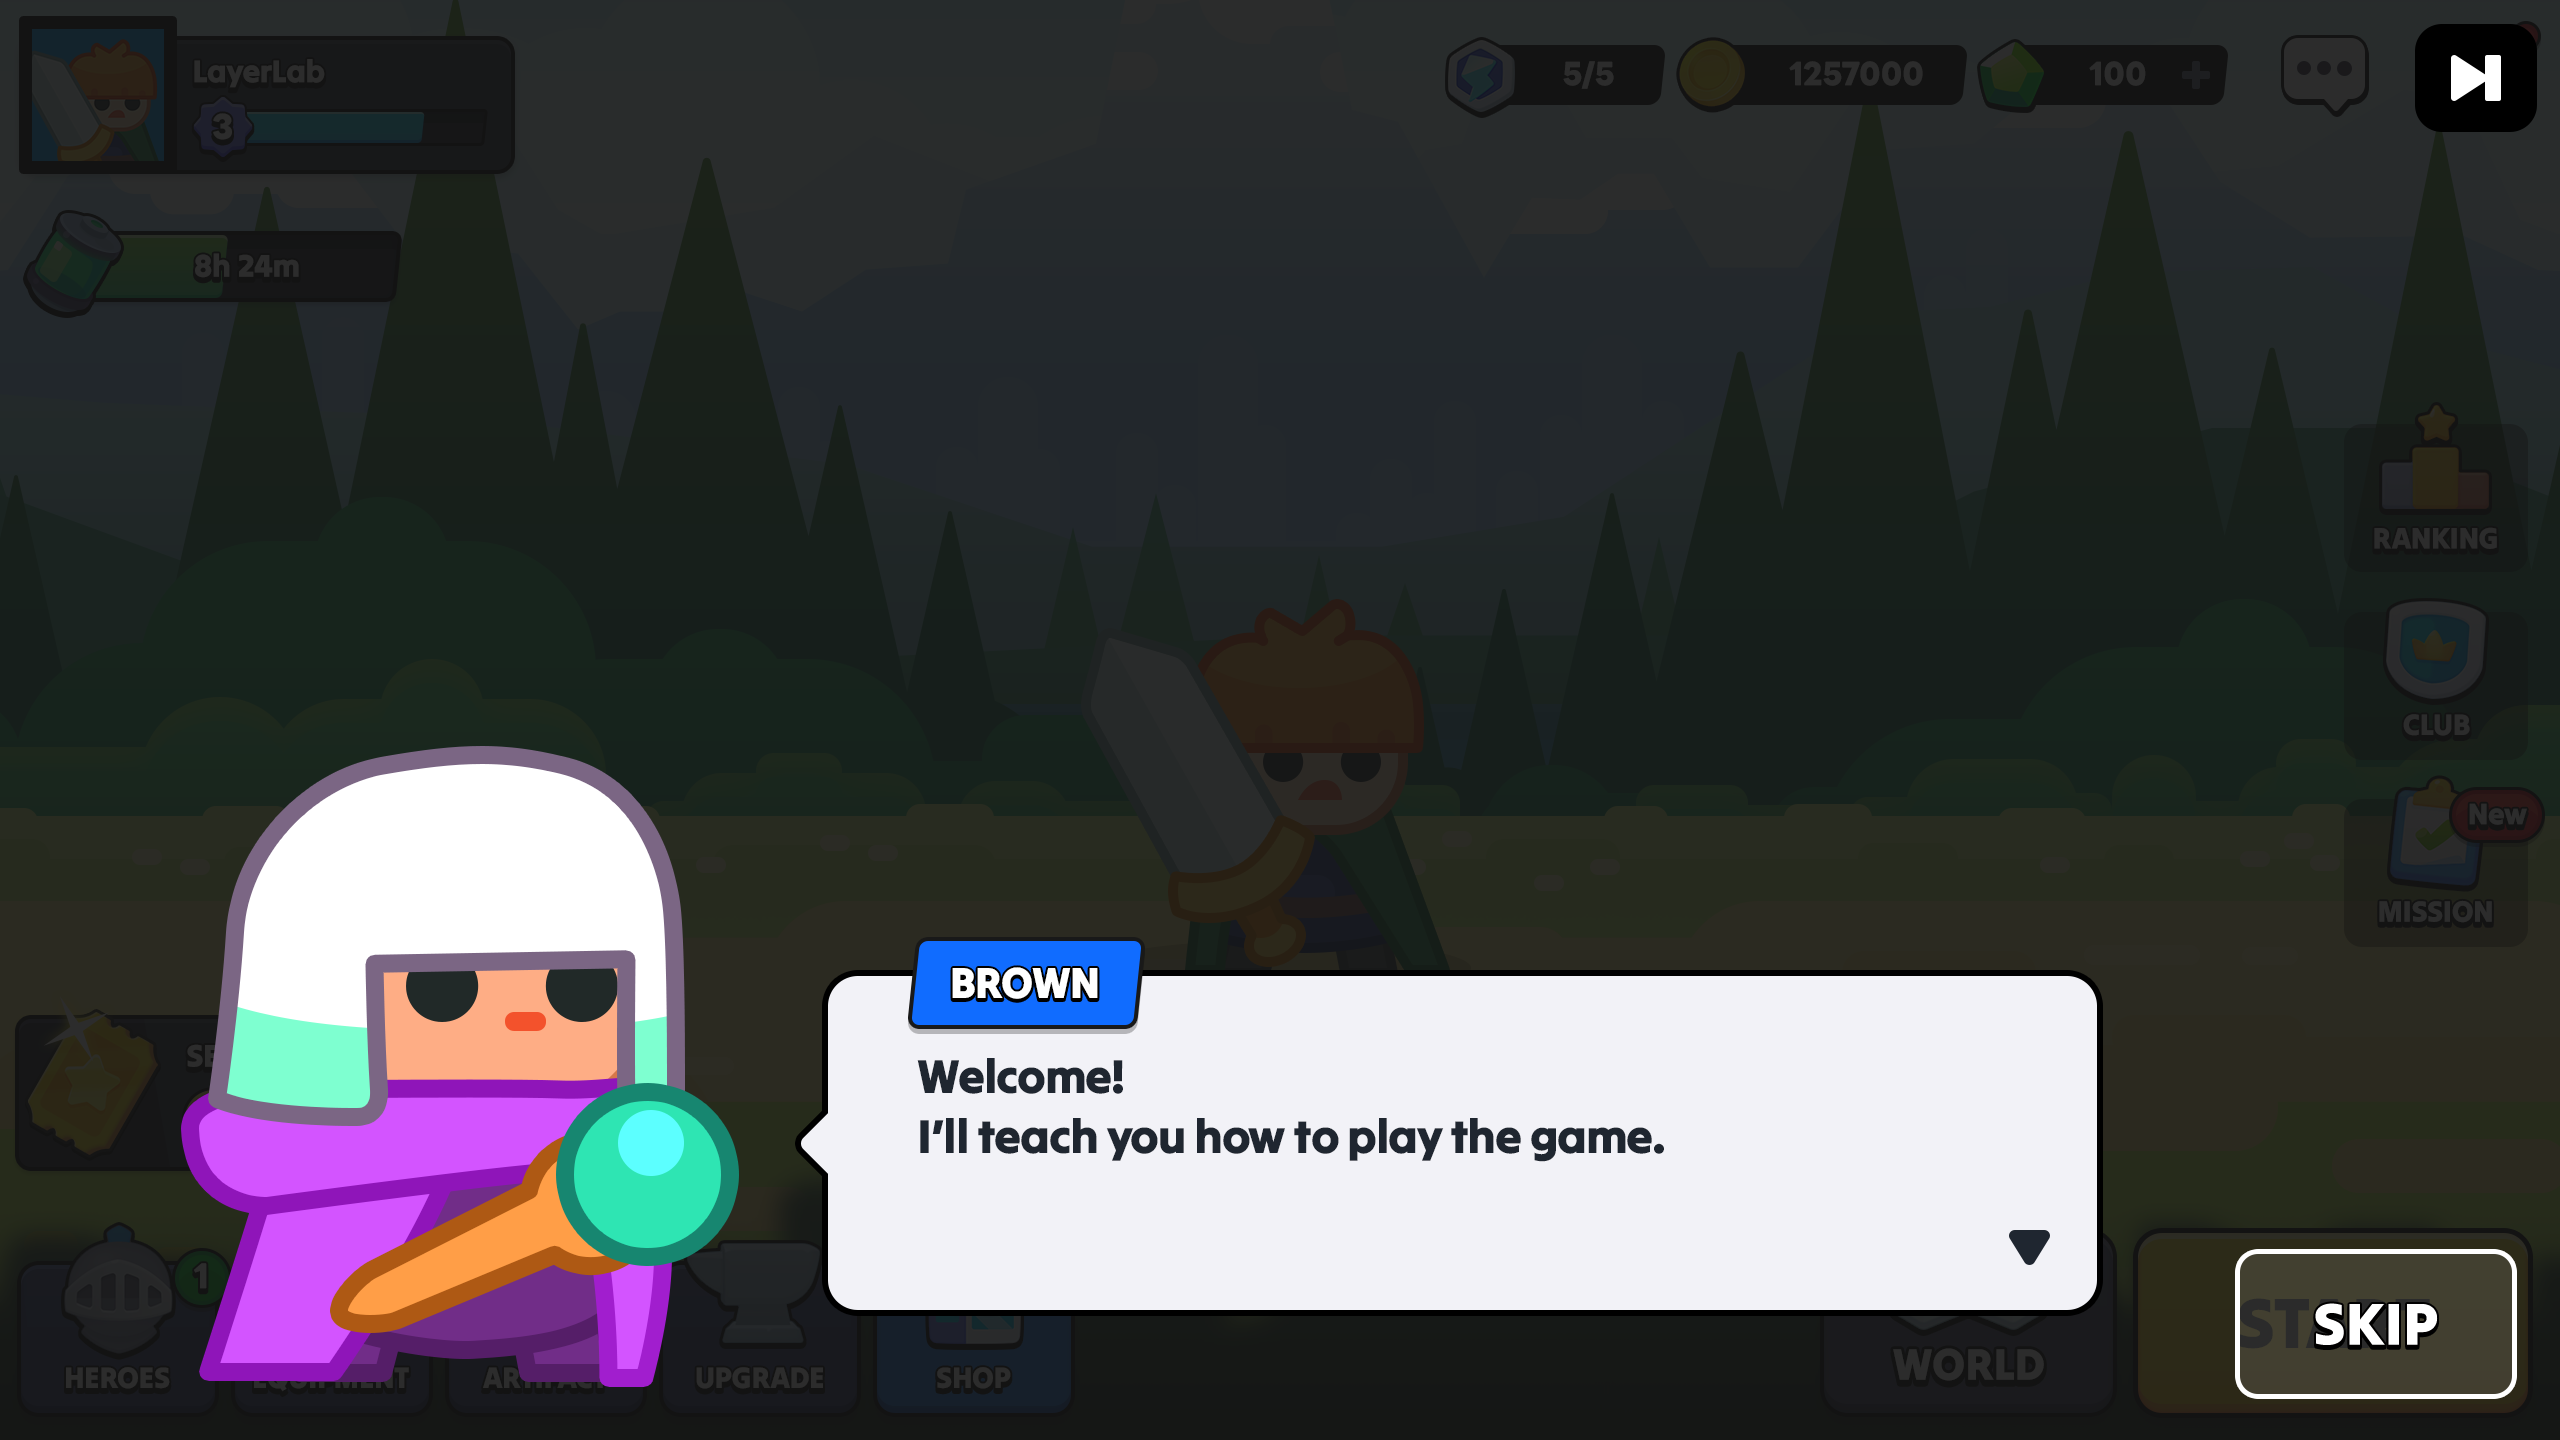 LayerLab
3
5/5
1257000
100
8h 24m
RANKING
CLUB
New
MISSION
BROWN
Welcome!
I'll teach you how to play the game.
1
HEROES
UPGRADE
SHOP
WORLD
SKIP